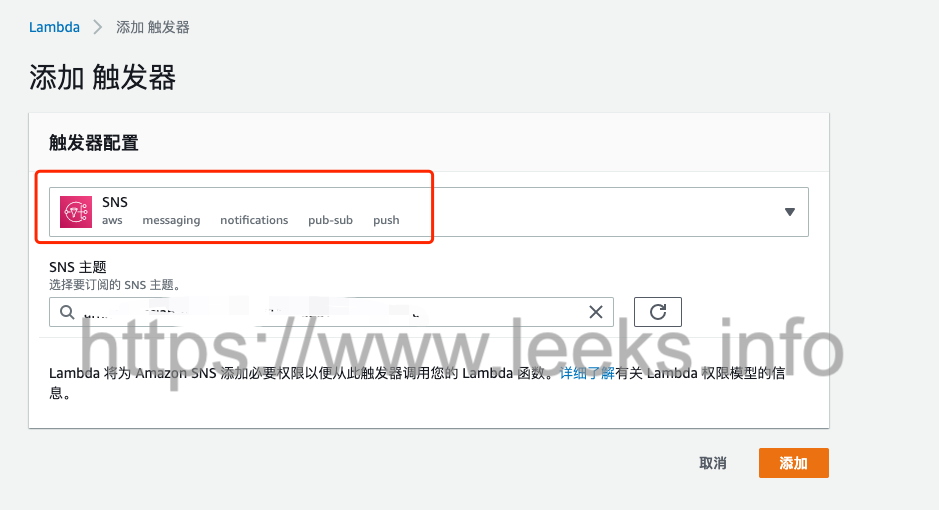 Lambda > 添加 触发器
添加 触发器
触发器配置
SNS
aws messaging notifications pub-sub push
SNS 主题
选择要订阅的 SNS 主题。
https://www.leeks.info
Lambda 将为 Amazon SNS 添加必要权限以便从此触发器调用您的 Lambda 函数。详细了解有关 Lambda 权限模型的信
息。
取消 添加